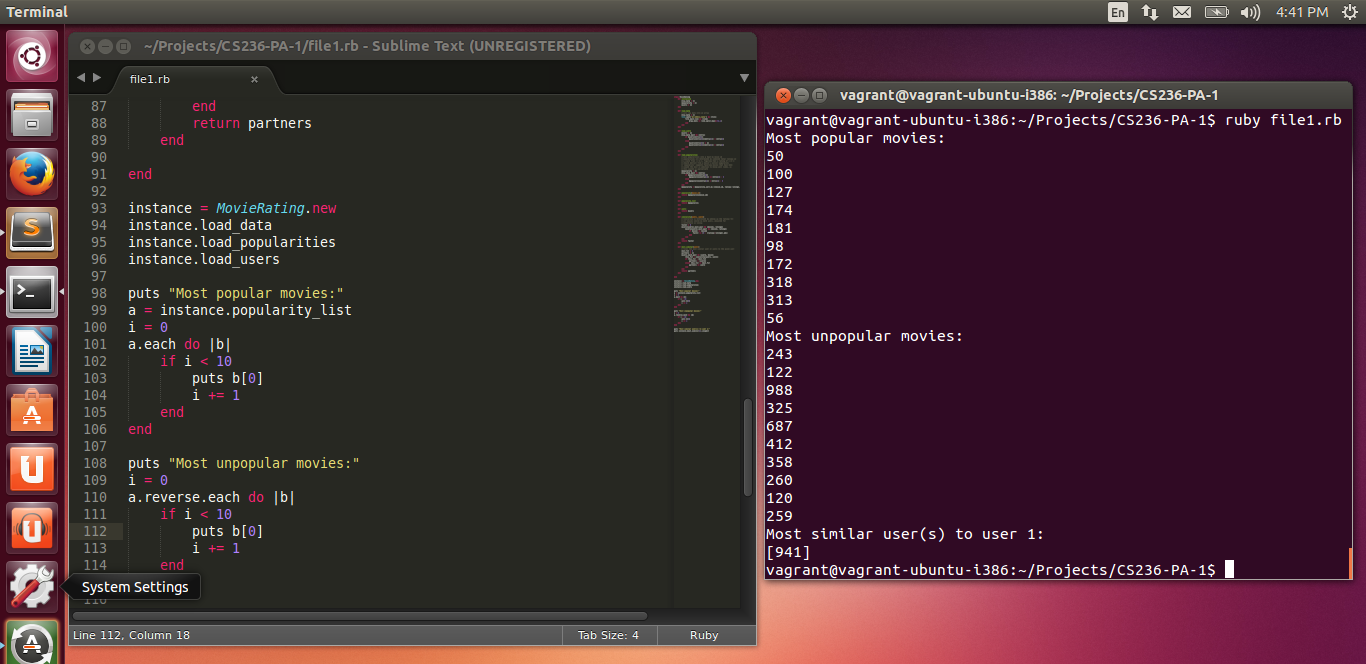 Terminal
En
4:41 PM
~/Projects/CS236-PA-1/file1.rb - Sublime Text (UNREGISTERED)
file1.rb
87 end
88 return partners
89 end
90
91 end
92
93 instance = MovieRating.new
94 instance.load_data
95 instance.load_popularities
96 instance.load_users
97
98 puts "Most popular movies:"
99 a = instance.popularity_list
100 i = 0
101 a.each do |b|
102 if i < 10
103 puts b[0]
104 i += 1
105 end
106 end
107
108 puts "Most unpopular movies:"
109 i = 0
110 a.reverse.each do |b|
111 if i < 10
112 puts b[0]
113 i += 1
114 end
System Settings
Line 112, Column 18
Tab Size: 4
Ruby
vagrant@vagrant-ubuntu-i386: ~/Projects/CS236-PA-1
vagrant@vagrant-ubuntu-i386:~/Projects/CS236-PA-1$ ruby file1.rb
Most popular movies:
50
100
127
174
181
98
172
318
313
56
Most unpopular movies:
243
122
988
325
687
412
358
260
120
259
Most similar user(s) to user 1:
[941]
vagrant@vagrant-ubuntu-i386:~/Projects/CS236-PA-1$